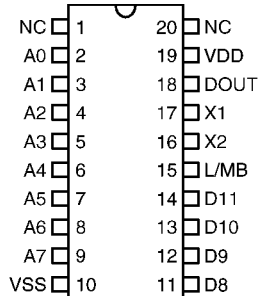 NC 1 20 NC
A0 2 19 VDD
A1 3 18 DOUT
A2 4 17 X1
A3 5 16 X2
A4 6 15 L/MB
A5 7 14 D11
A6 8 13 D10
A7 9 12 D9
VSS 10 11 D8